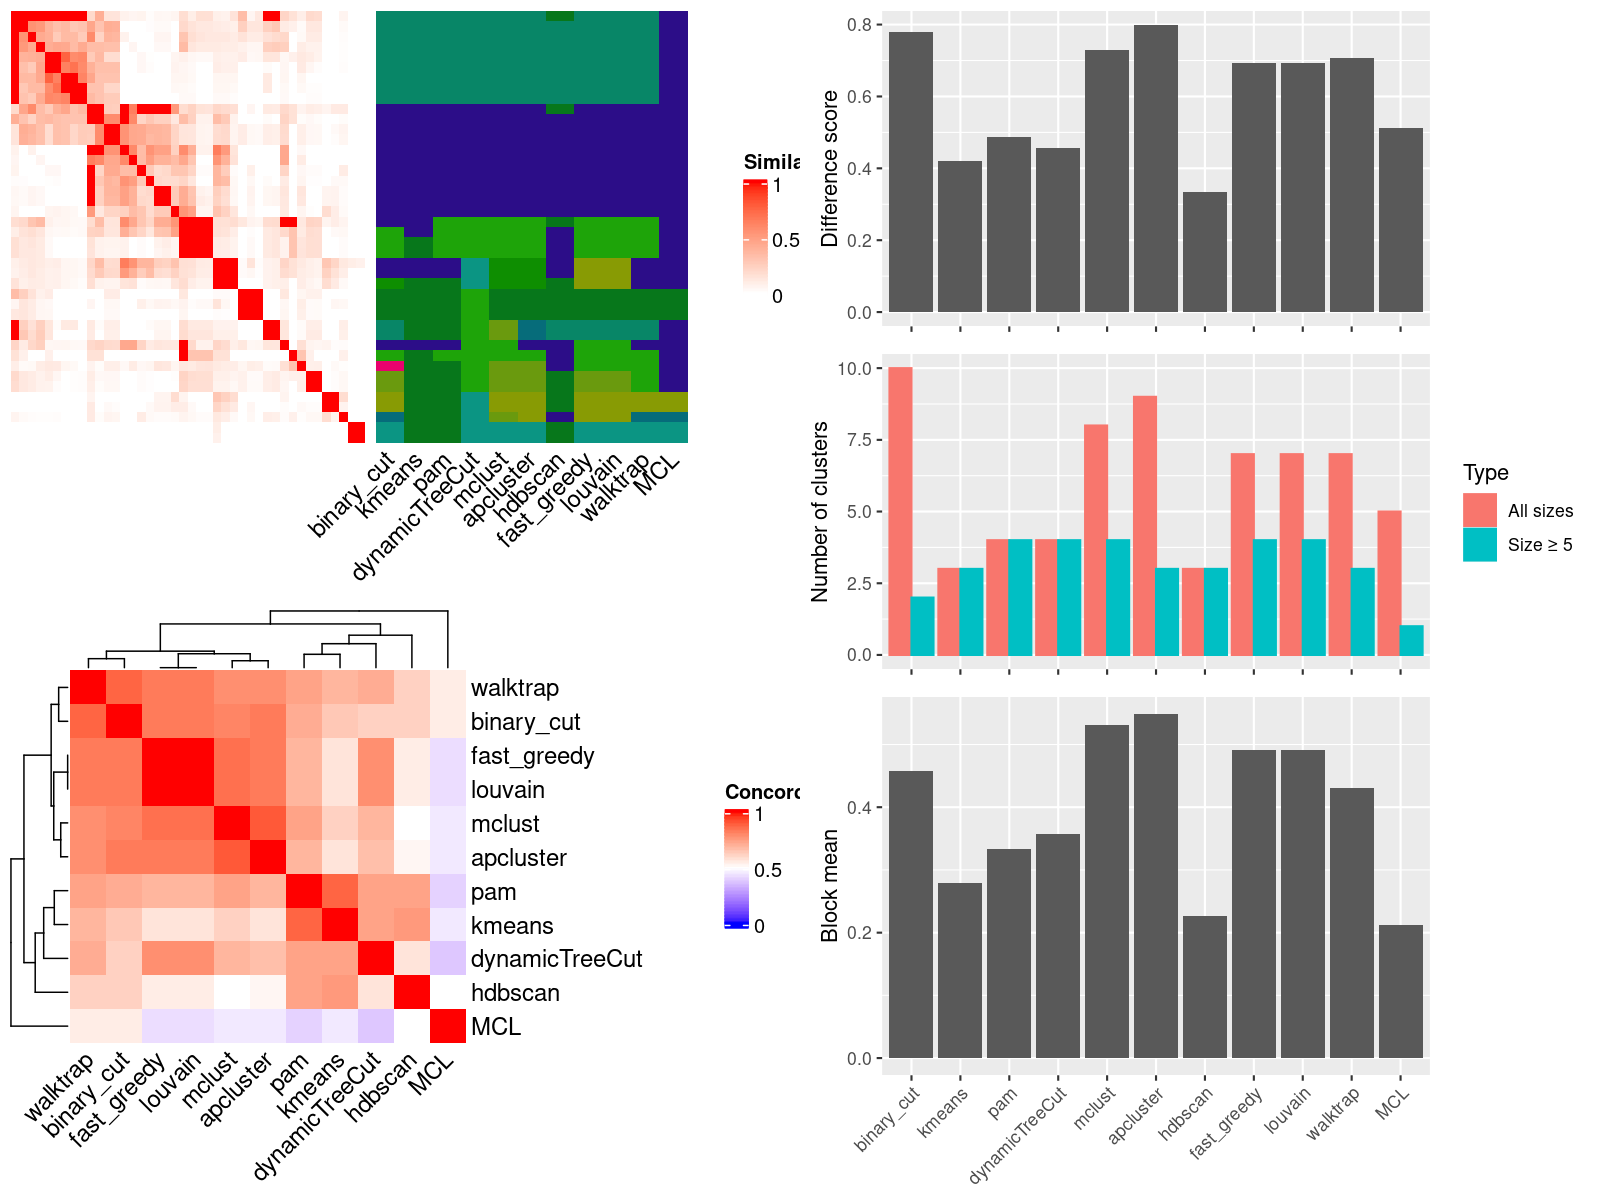 Simila
1
0.5
0
binary_cut
kmeans
pam
dynamicTreeCut
mclust
apcluster
hdbscan
fast_greedy
louvain
walktrap
MCL
walktrap
binary_cut
fast_greedy
louvain
mclust
apcluster
pam
kmeans
dynamicTreeCut
hdbscan
MCL
Concord
1
0.5
0
walktrap
binary_cut
fast_greedy
louvain
mclust
apcluster
pam
kmeans
dynamicTreeCut
hdbscan
MCL
Difference score
0.8
0.6
0.4
0.2
0.0
Number of clusters
10.0
7.5
5.0
2.5
0.0
Type
All sizes
Size ≥ 5
Block mean
0.4
0.2
0.0
binary_cut
kmeans
pam
dynamicTreeCut
mclust
apcluster
hdbscan
fast_greedy
louvain
walktrap
MCL